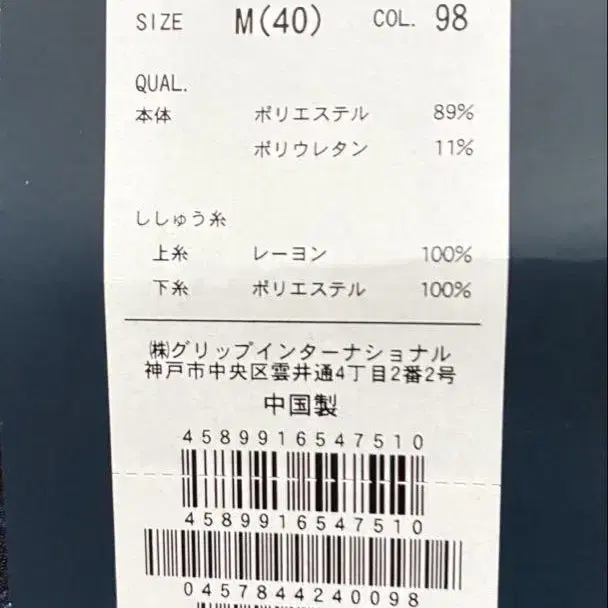 SIZE M(40) COL. 98
QUAL.
本体 ポリエステル 89%
ポリウレタン 11%
ししゅう糸
上糸 レーヨン 100%
下糸 ポリエステル 100%
㈱グリップインターナショナル
神戸市中央区雲井通4丁目2番2号
中国製
4589916547510
4589916547510
0457844240098